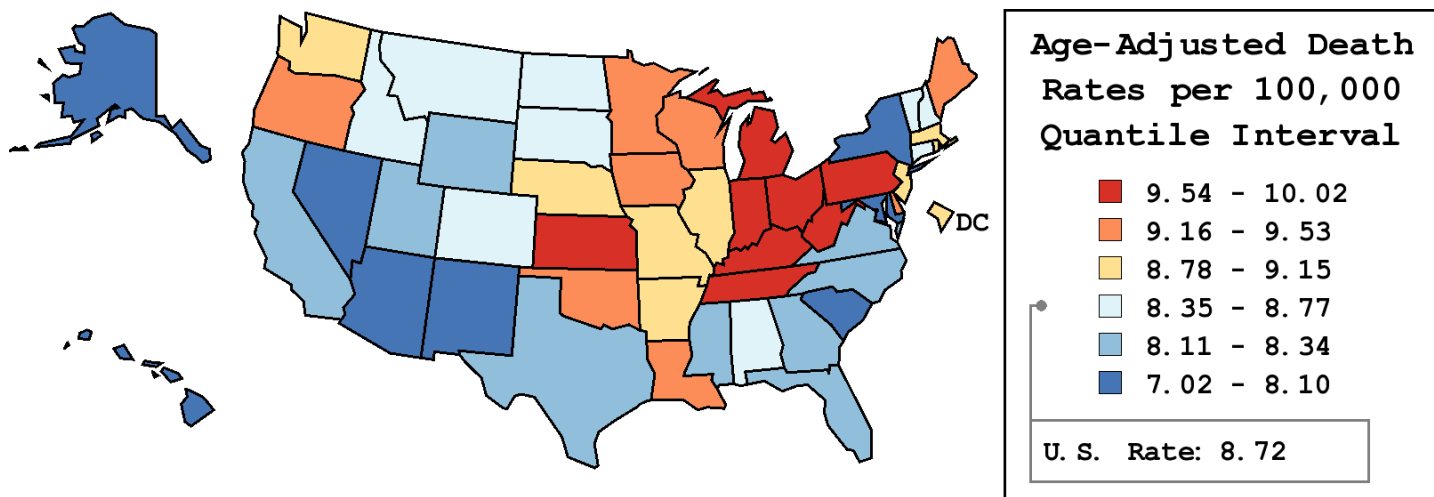 Age-Adjusted Death
Rates per 100,000
Quantile Interval
9.54 - 10.02
9.16 - 9.53
8.78 - 9.15
8.35 - 8.77
8.11 - 8.34
7.02 - 8.10
U.S. Rate: 8.72
DC